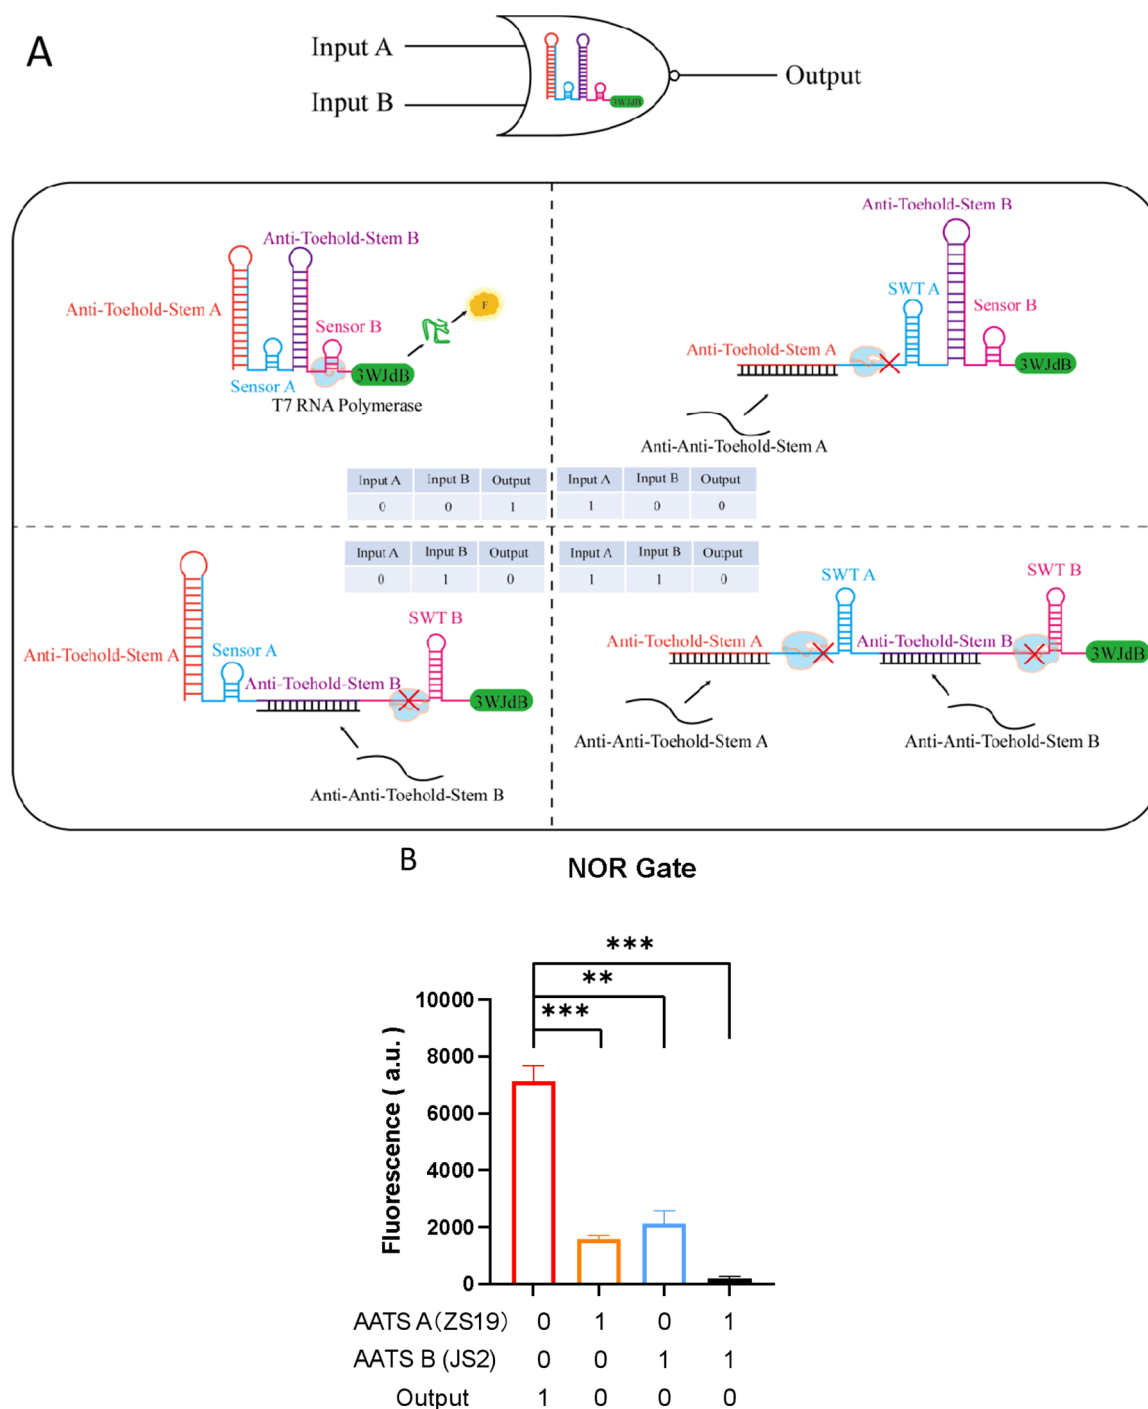 A
Input A
Input B
3WJdB
Output
Anti-Toehold-Stem B
Anti-Toehold-Stem A
Sensor B
F
Sensor A
3WJdB
T7 RNA Polymerase
Anti-Toehold-Stem B
SWT A
Sensor B
Anti-Toehold-Stem A
3WJdB
Anti-Anti-Toehold-Stem A
Input A Input B Output
0 0 1
Input A Input B Output
1 0 0
Input A Input B Output
0 1 0
Input A Input B Output
1 1 0
SWT B
Sensor A
Anti-Toehold-Stem A
Anti-Toehold-Stem B
3WJdB
Anti-Anti-Toehold-Stem B
SWT A
SWT B
Anti-Toehold-Stem A
Anti-Toehold-Stem B
3WJdB
Anti-Anti-Toehold-Stem A
Anti-Anti-Toehold-Stem B
B
NOR Gate
***
**
***
10000
8000
6000
4000
2000
0
Fluorescence ( a.u. )
AATS A(ZS19) 0 1 0 1
AATS B (JS2) 0 0 1 1
Output 1 0 0 0